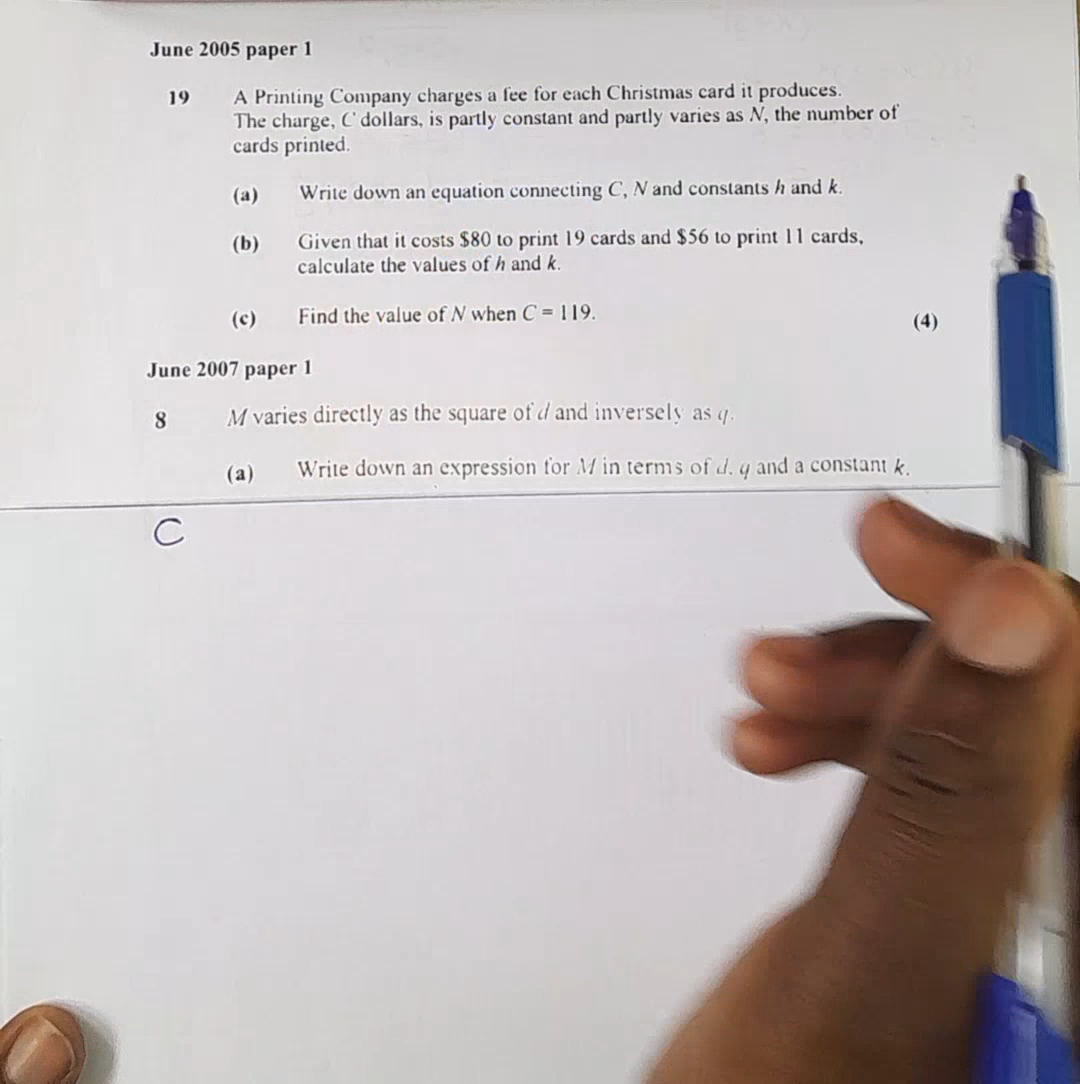 June 2005 paper 1
19 A Printing Company charges a fee for each Christmas card it produces.
The charge, C dollars, is partly constant and partly varies as N, the number of
cards printed.
(a) Write down an equation connecting C, N and constants h and k.
(b) Given that it costs $80 to print 19 cards and $56 to print 11 cards,
calculate the values of h and k.
(c) Find the value of N when C = 119.
(4)
June 2007 paper 1
8 M varies directly as the square of d and inversely as q.
(a) Write down an expression for M in terms of d, q and a constant k.
C